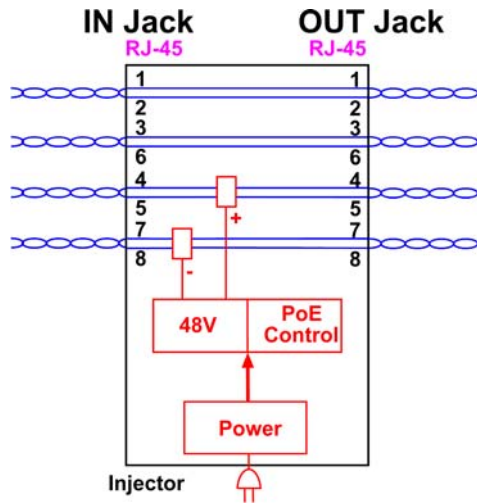 IN Jack OUT Jack
RJ-45 RJ-45
1 1
2 2
3 3
6 6
4 4
+
5 5
7 7
8 8
-
48V PoE
Control
Power
Injector